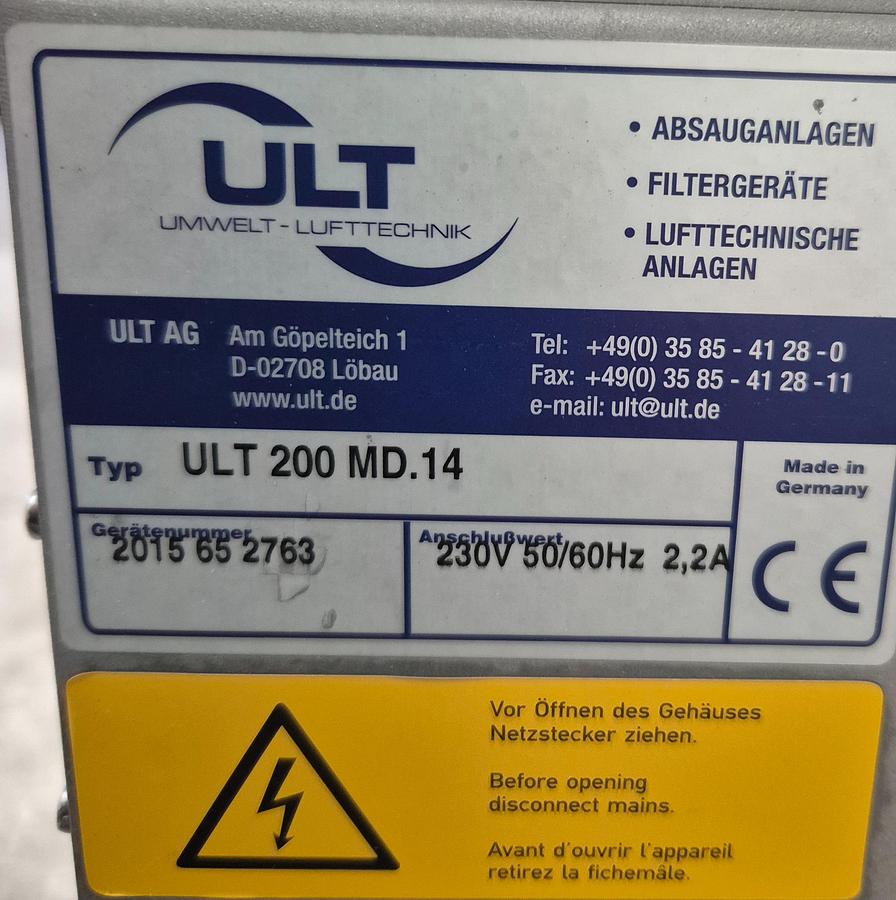 ULT
UMWELT - LUFTTECHNIK
• ABSAUGANLAGEN
• FILTERGERÄTE
• LUFTTECHNISCHE
ANLAGEN
ULT AG Am Göpelteich 1
D-02708 Löbau
www.ult.de
Tel: +49(0) 35 85 - 41 28 - 0
Fax: +49(0) 35 85 - 41 28 - 11
e-mail: ult@ult.de
Typ ULT 200 MD.14
Gerätenummer
2015 65 2763
Anschlußwert
230V 50/60Hz 2,2A
Made in
Germany
CE
Vor Öffnen des Gehäuses
Netzstecker ziehen.
Before opening
disconnect mains.
Avant d'ouvrir l'appareil
retirez la fichemâle.